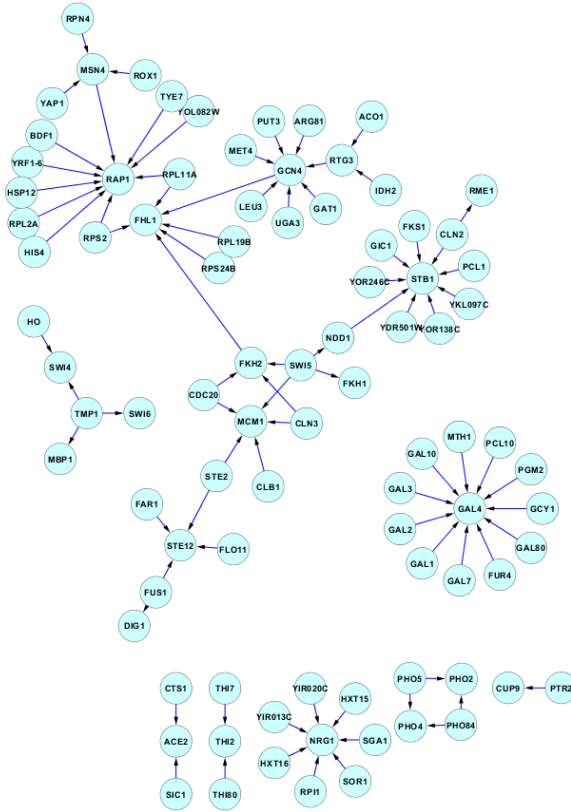 RPN4
MSN4
ROX1
YAP1
TYE7
YOL082W
BDF1
YRF1-6
RAP1
RPL11A
HSP12
RPL2A
FHL1
HIS4
RPS2
RPL19B
RPS24B
PUT3
ARG81
ACO1
MET4
GCN4
RTG3
LEU3
GAT1
IDH2
UGA3
RME1
FKS1
CLN2
GIC1
PCL1
STB1
YOR246C
YKL097C
YDR501W
YOR138C
NDD1
HO
SWI4
TMP1
SWI6
MBP1
FKH2
SWI5
FKH1
CDC20
MCM1
CLN3
STE2
CLB1
FAR1
STE12
FLO11
FUS1
DIG1
MTH1
PCL10
GAL10
PGM2
GAL3
GAL4
GCY1
GAL2
GAL80
GAL1
GAL7
FUR4
CTS1
ACE2
SIC1
THI7
THI2
THI80
YIR020C
HXT15
YIR013C
NRG1
SGA1
HXT16
RPI1
SOR1
PHO5
PHO2
PHO4
PHO84
CUP9
PTR2